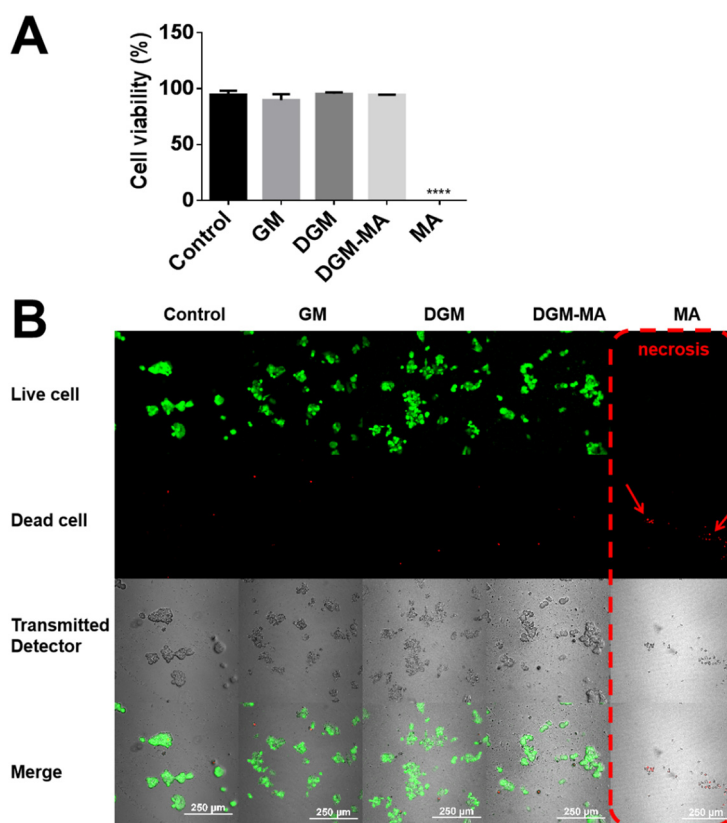 A
Cell viability (%)
150
100
50
0
****
Control
GM
DGM
DGM-MA
MA
B
Control GM DGM DGM-MA MA
necrosis
Live cell
Dead cell
Transmitted
Detector
Merge
250 μm 250 μm 250 μm 250 μm 250 μm